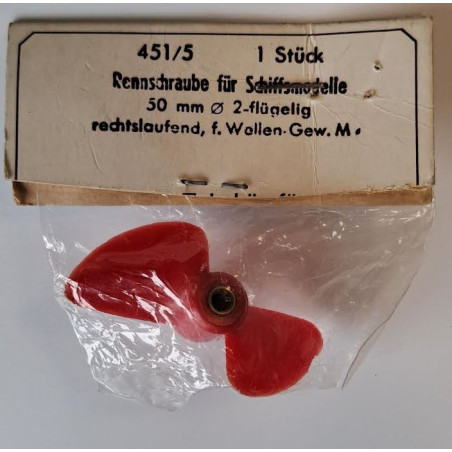 451/5 1 Stück
Rennschraube für Schiffsmodelle
50 mm ⌀ 2-flügelig
rechtslaufend, f. Wellen-Gew. M